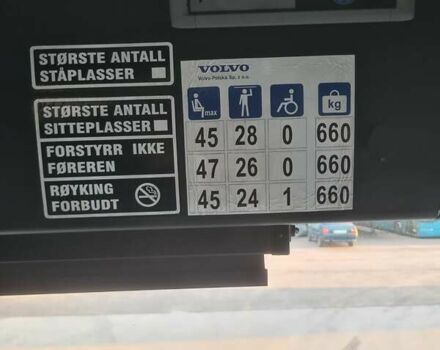 STØRSTE ANTALL
STÅPLASSER
STØRSTE ANTALL
SITTEPLASSER
FORSTYRR IKKE
FØREREN
RØYKING
FORBUDT
VOLVO
Volvo Polska Sp. z o.o.
max
kg
45 28 0 660
47 26 0 660
45 24 1 660